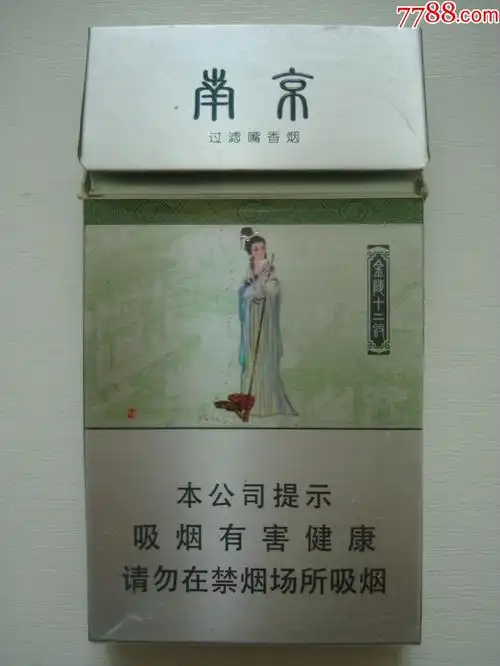 7788.com
南京
过滤嘴香烟
金陵十二钗
本公司提示
吸烟有害健康
请勿在禁烟场所吸烟